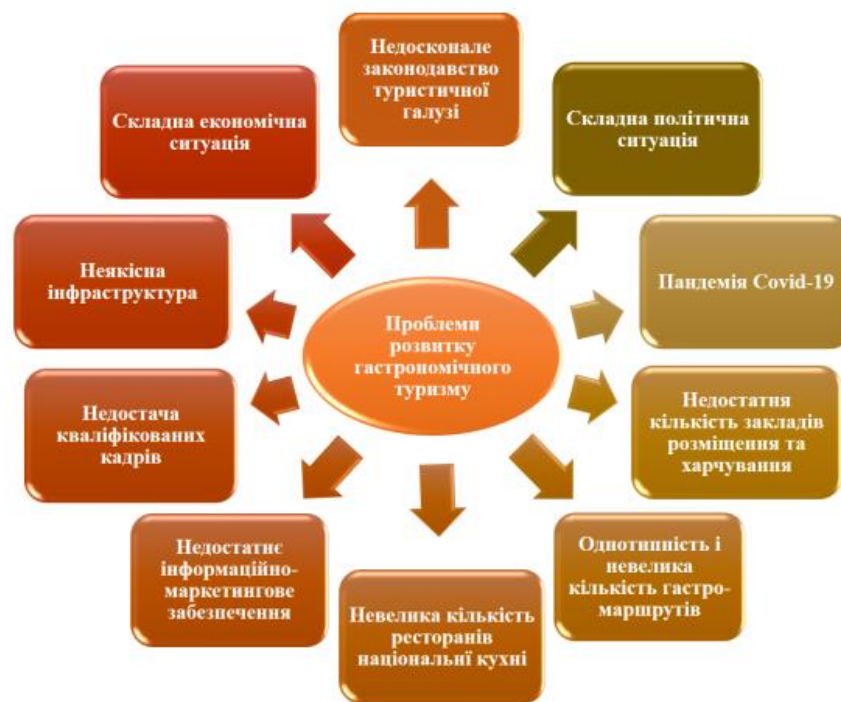 Недосконале
законодавство
туристичної
галузі
Складна економічна
ситуація
Складна політична
ситуація
Неякісна
інфраструктура
Пандемія Covid-19
Проблеми
розвитку
гастрономічного
туризму
Недостача
кваліфікованих
кадрів
Недостатня
кількість закладів
розміщення та
харчування
Недостатнє
інформаційно-
маркетингове
забезпечення
Однотипність і
невелика
кількість гастро-
маршрутів
Невелика кількість
ресторанів
національнї кухні